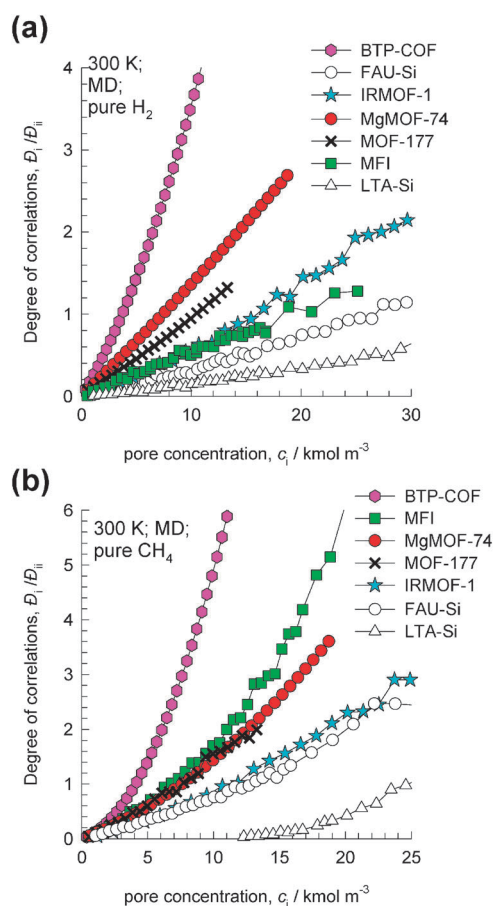 (a)
300 K;
MD;
pure H₂
BTP-COF
FAU-Si
IRMOF-1
MgMOF-74
MOF-177
MFI
LTA-Si
Degree of correlations, Đᵢ/Đᵢᵢ
4
3
2
1
0
0 10 20 30
pore concentration, cᵢ / kmol m⁻³
(b)
300 K; MD;
pure CH₄
BTP-COF
MFI
MgMOF-74
MOF-177
IRMOF-1
FAU-Si
LTA-Si
Degree of correlations, Đᵢ/Đᵢᵢ
6
5
4
3
2
1
0
0 5 10 15 20 25
pore concentration, cᵢ / kmol m⁻³